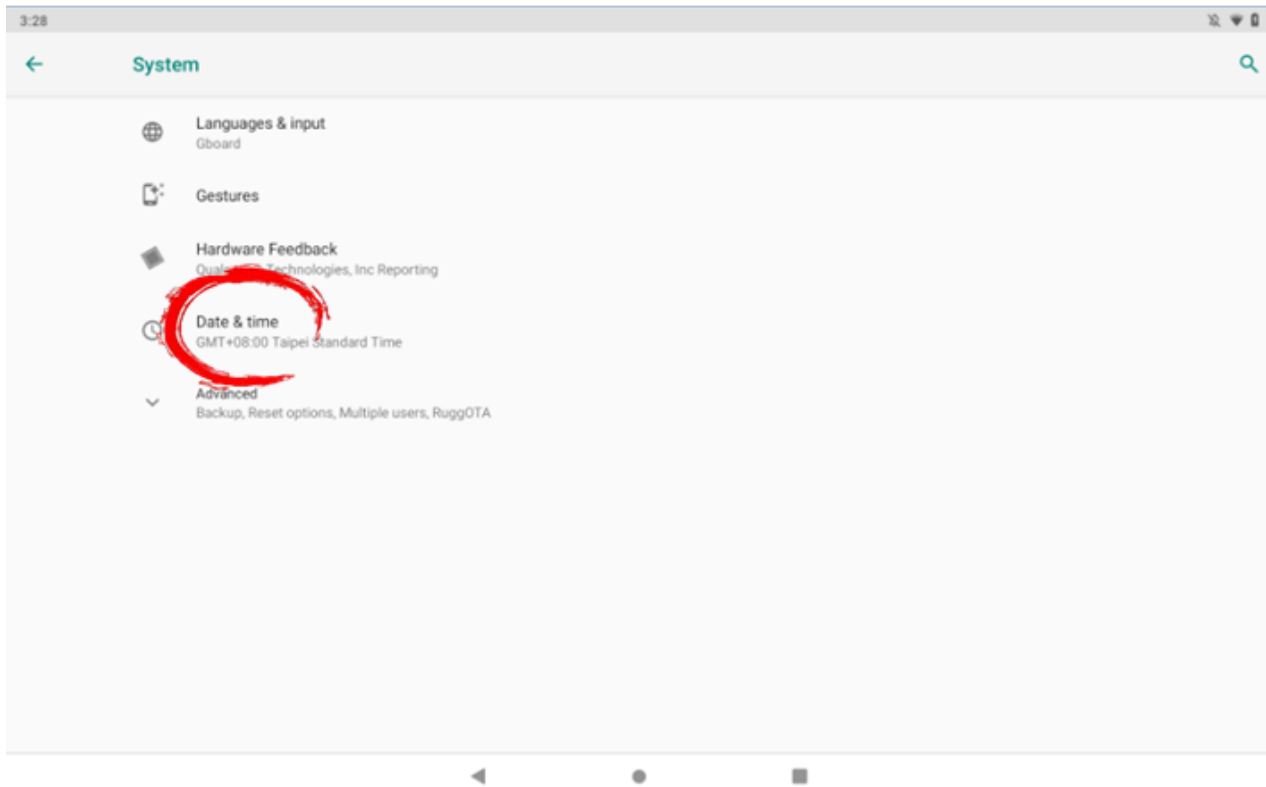 3:28
System
Languages & input
Gboard
Gestures
Hardware Feedback
Technologies, Inc Reporting
Date & time
GMT+08:00 Taipei Standard Time
Advanced
Backup, Reset options, Multiple users, RuggOTA